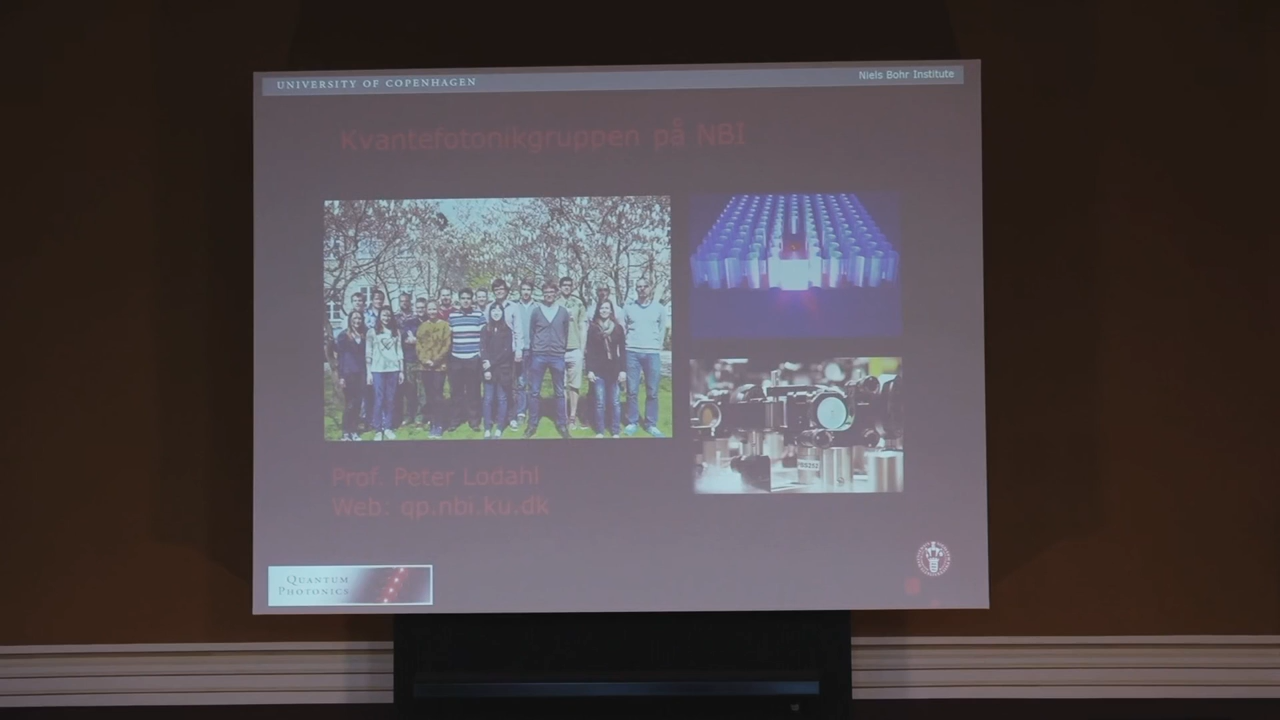 UNIVERSITY OF COPENHAGEN
Niels Bohr Institute
Kvantefotonikgruppen på NBI
Prof. Peter Lodahl
Web: qp.nbi.ku.dk
QUANTUM
PHOTONICS